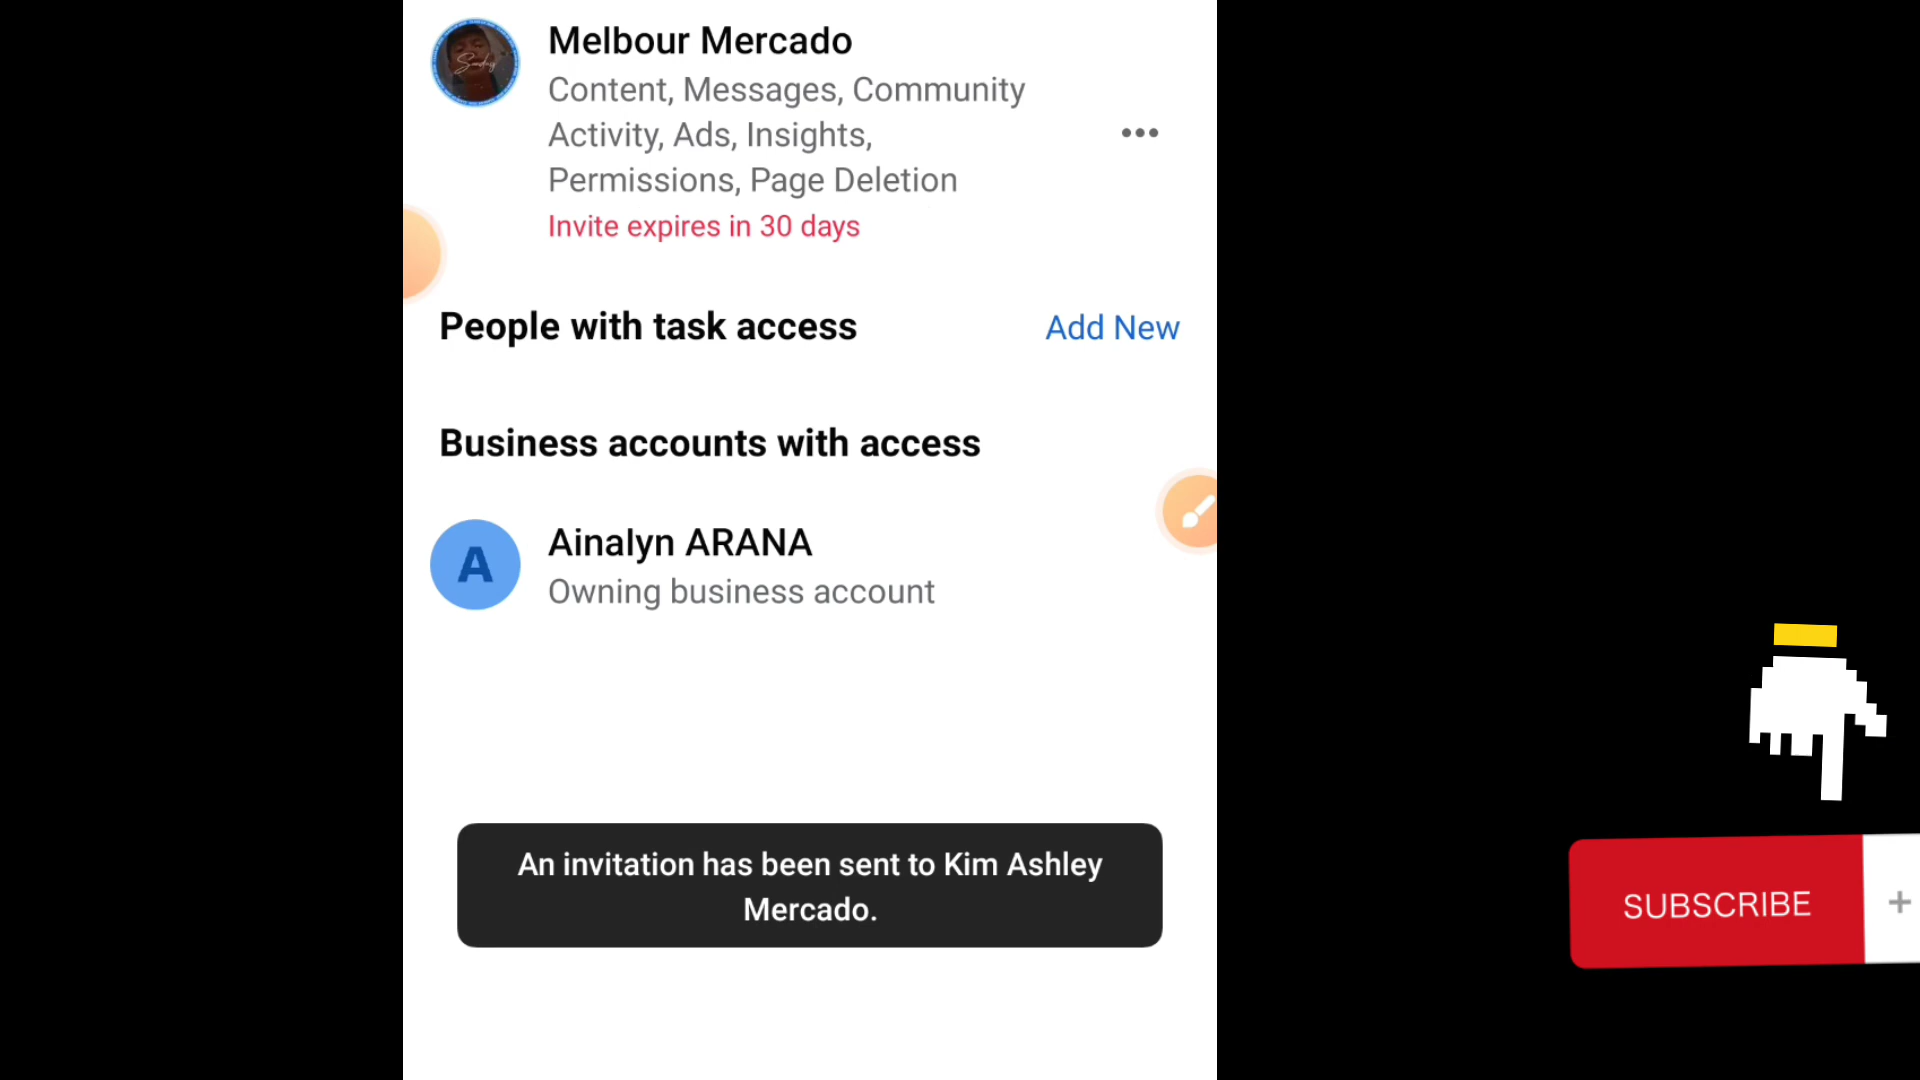 Melbour Mercado
Content, Messages, Community
Activity, Ads, Insights,
Permissions, Page Deletion
Invite expires in 30 days
People with task access
Add New
Business accounts with access
A
Ainalyn ARANA
Owning business account
An invitation has been sent to Kim Ashley
Mercado.
SUBSCRIBE +
Sunday